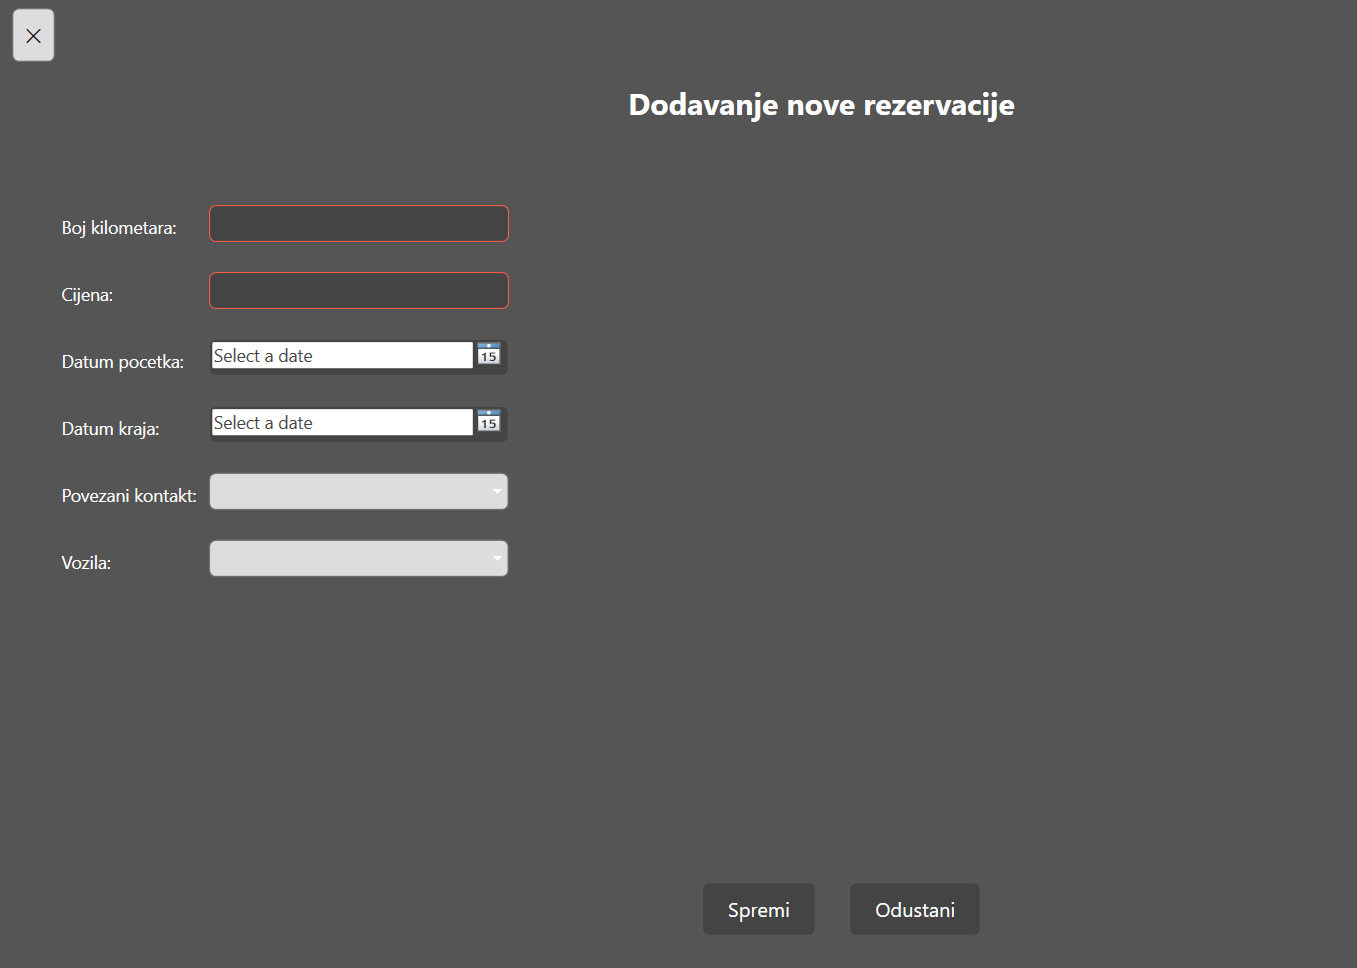 Dodavanje nove rezervacije
Boj kilometara:
Cijena:
Datum pocetka:
Select a date
15
Datum kraja:
Select a date
15
Povezani kontakt:
Vozila:
Spremi
Odustani